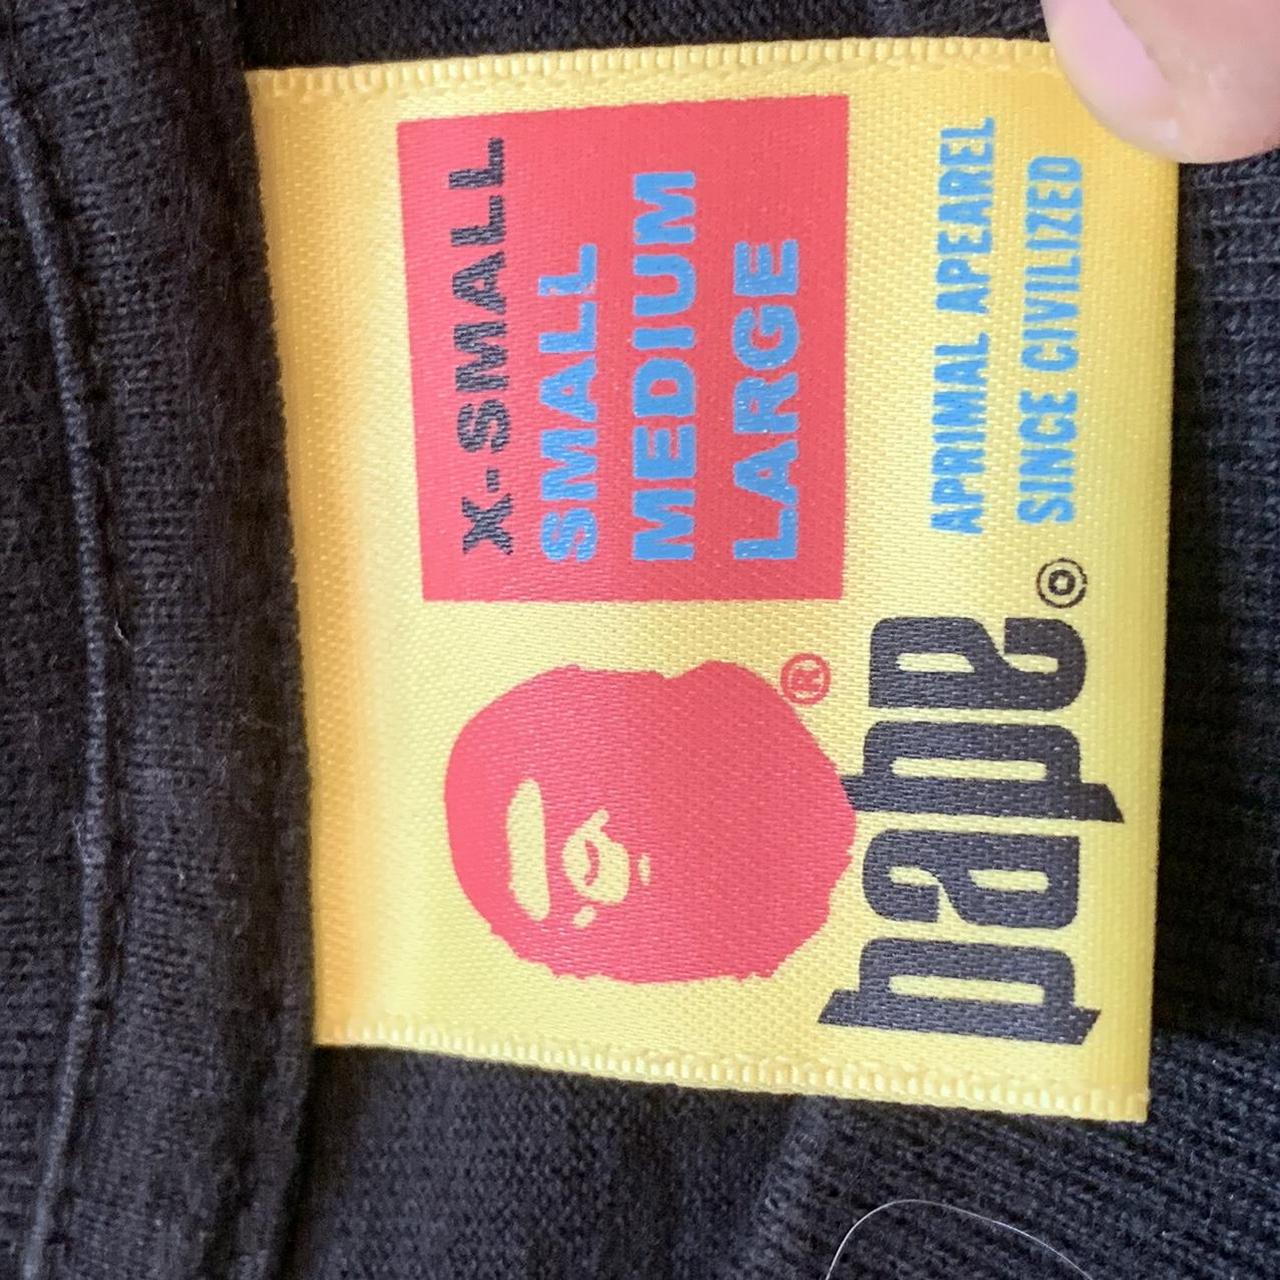 X-SMALL
SMALL
MEDIUM
LARGE
®
bape®
APRIMAL APEAREL
SINCE CIVILIZED